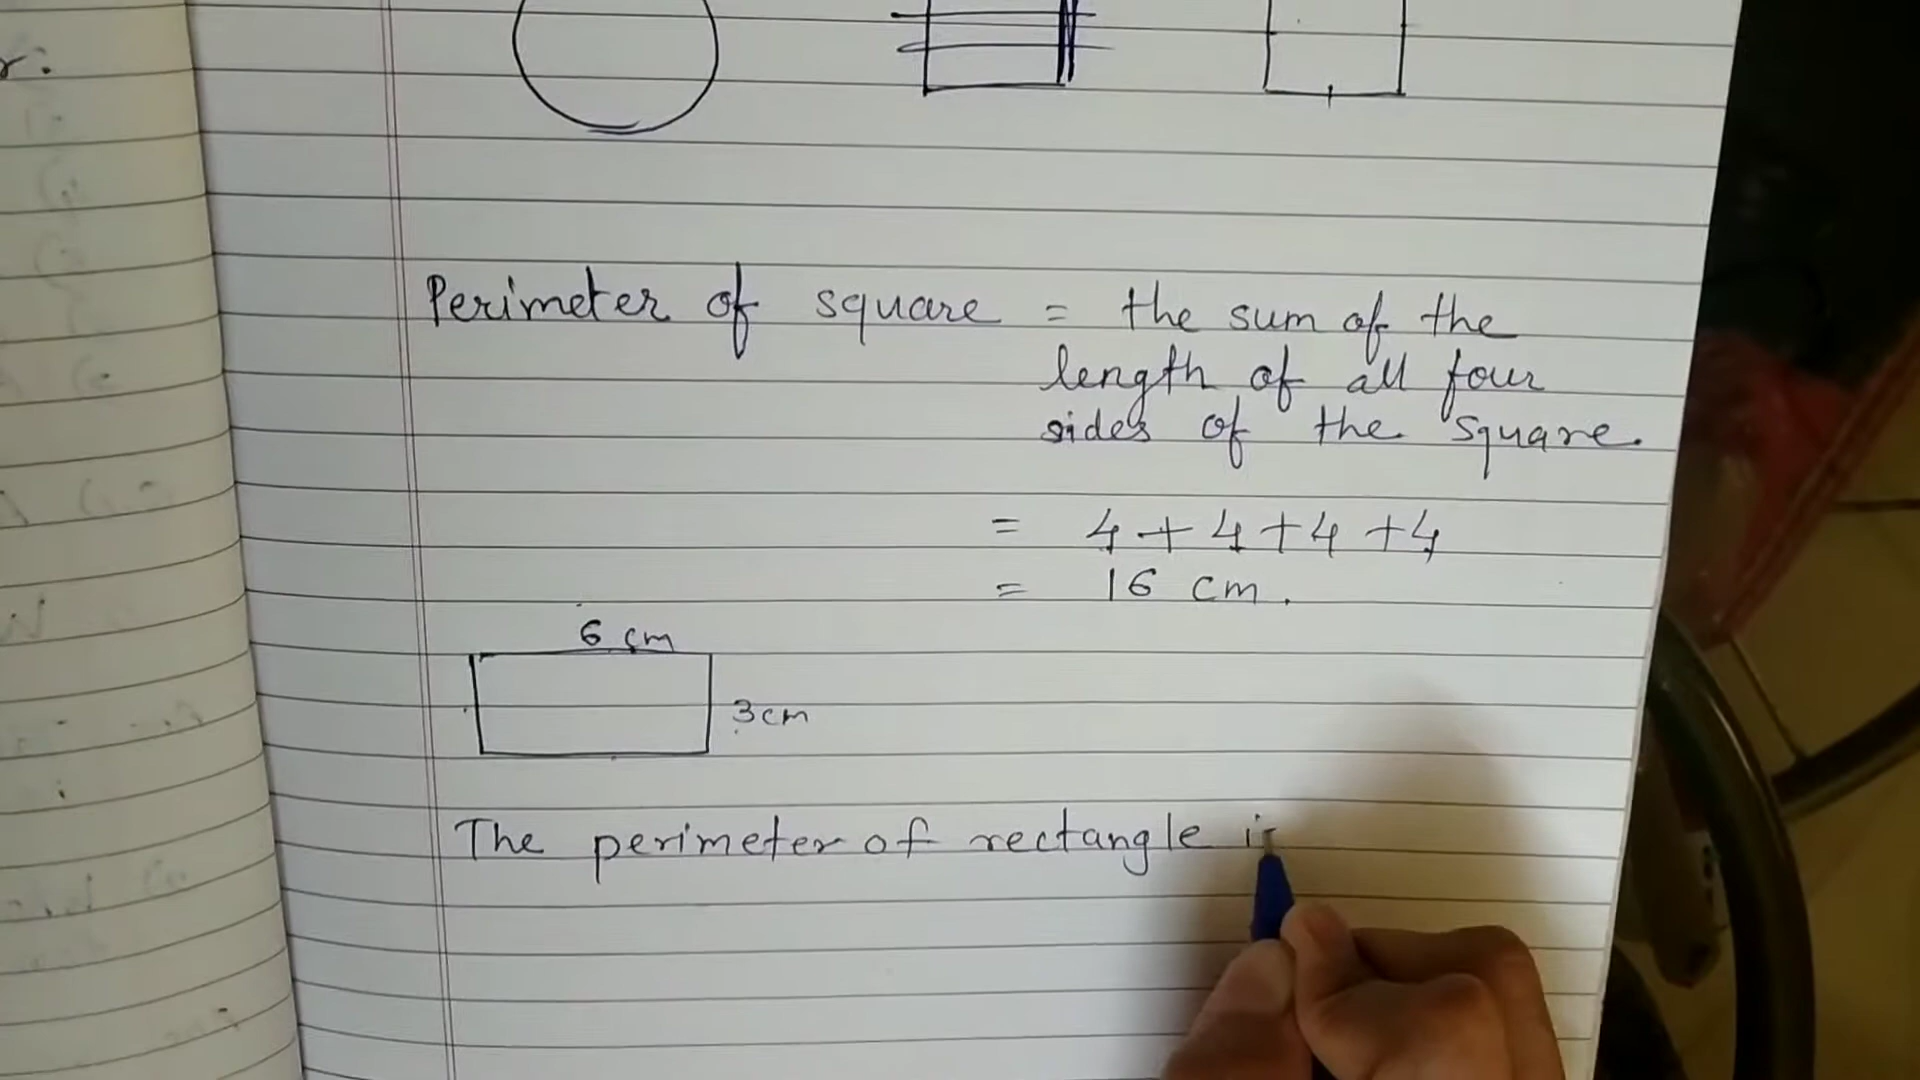 r:
Perimeter of square = the sum of the
length of all four
sides of the square.
= 4 + 4 + 4 + 4
= 16 cm.
6 cm
3cm
The perimeter of rectangle is